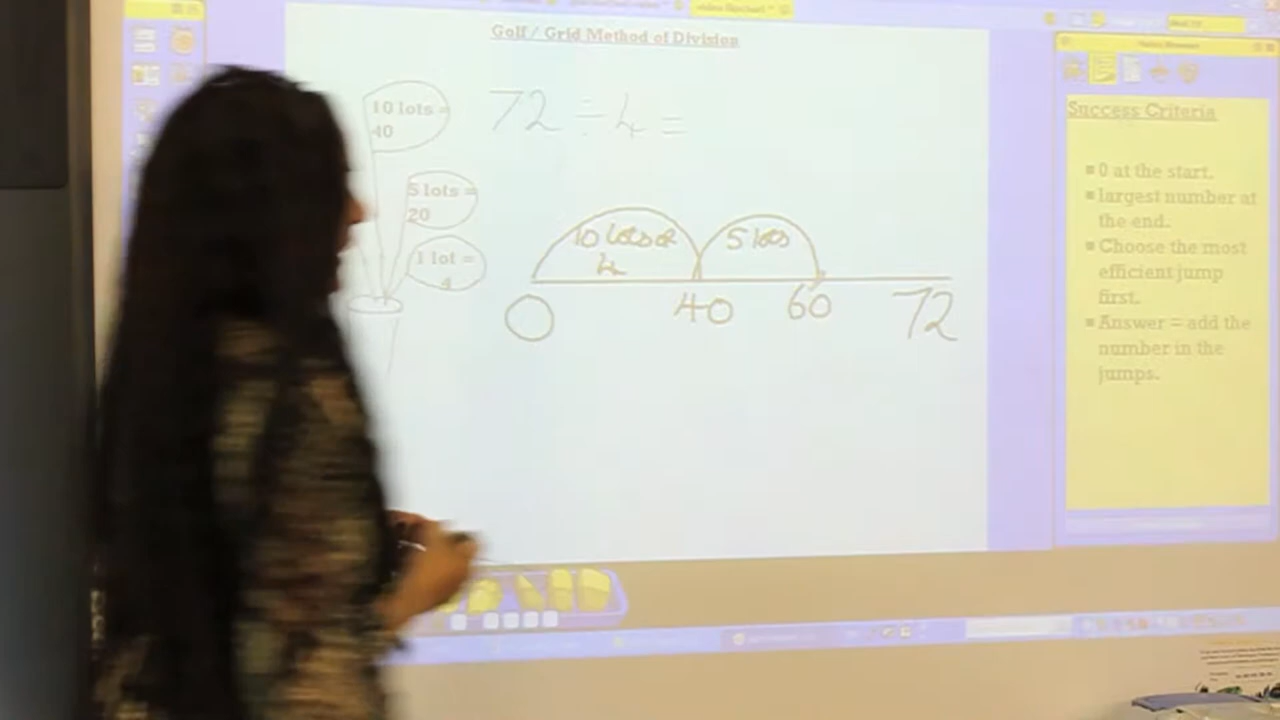 Golf / Grid Method of Division
72 ÷ 4 =
10 lots =
40
5 lots =
20
1 lot =
4
10 lots of
4
5 lots
0
40
60
72
Success Criteria
▪ 0 at the start.
▪ largest number at
the end.
▪ Choose the most
efficient jump
first.
▪ Answer = add the
number in the
jumps.